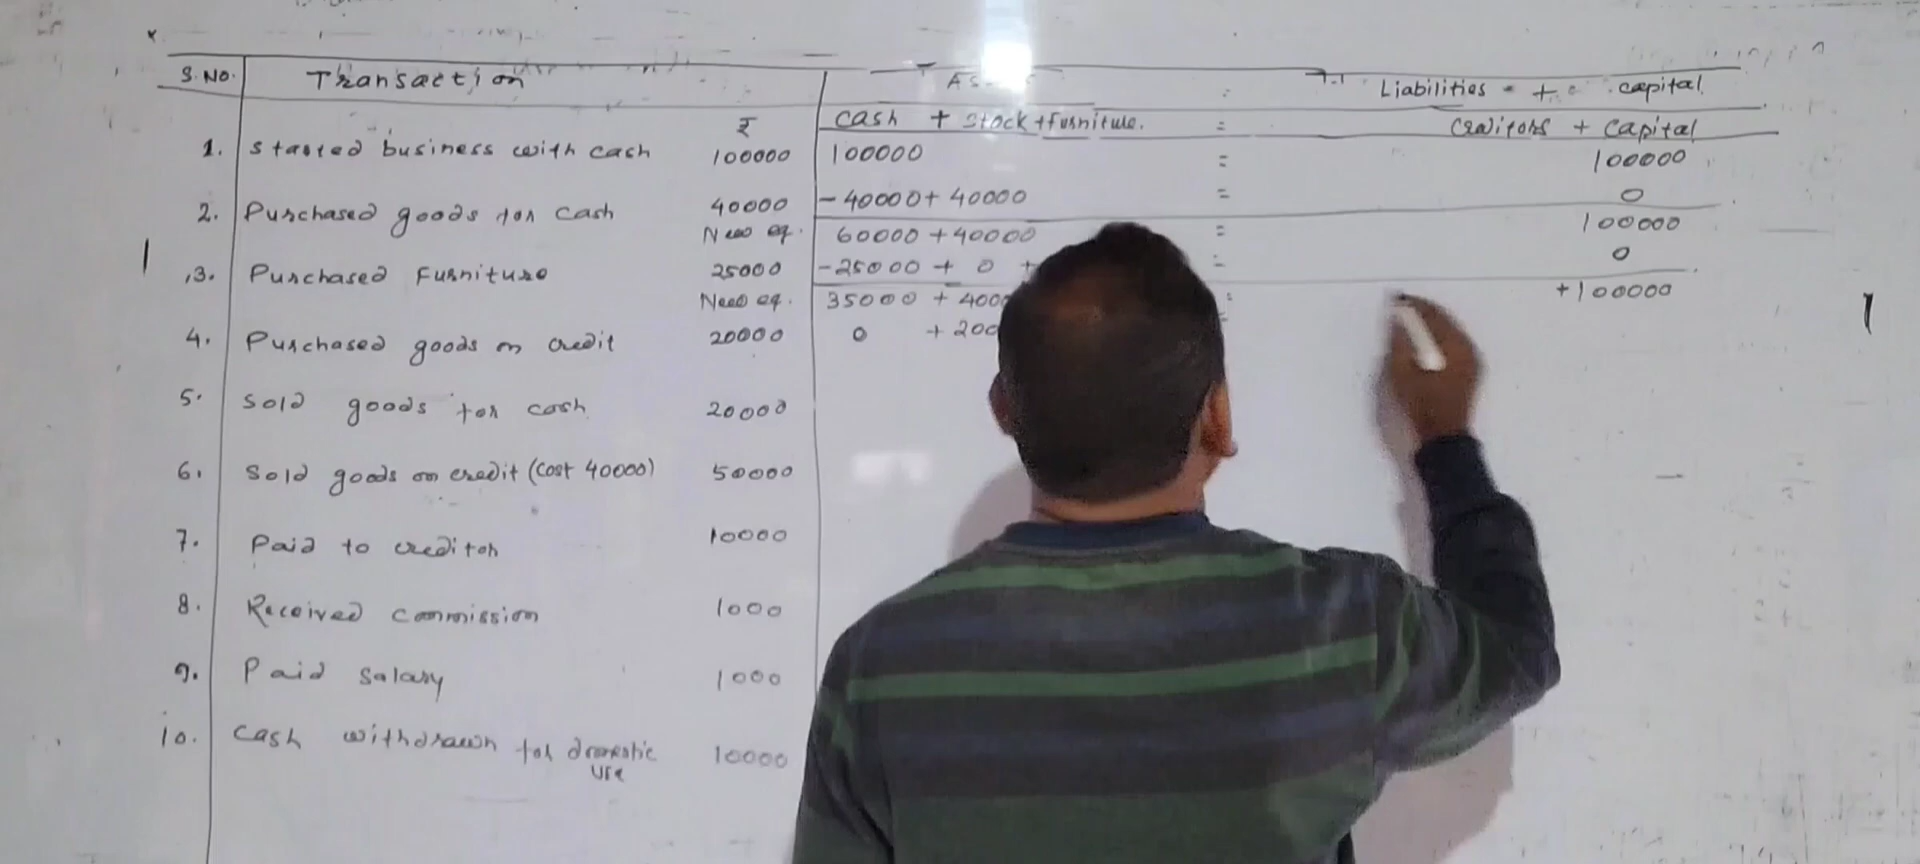 S.No. Transaction = Liabilities + capital
₹ cash + stock + furniture. = creditors + capital
1. started business with cash 100000 100000 = 100000
2. Purchased goods for cash 40000 -40000+ 40000 = 0
New eq. 60000 +40000 = 100000
3. Purchased Furniture 25000 -25000 + 0 + = 0
New eq. 35000 + = +100000
4. Purchased goods on credit 20000 0 + =
5. Sold goods for cash 20000
6. Sold goods on credit (cost 40000) 50000
7. Paid to creditor 10000
8. Received commission 1000
9. Paid salary 1000
10. cash withdrawn for domestic use 10000